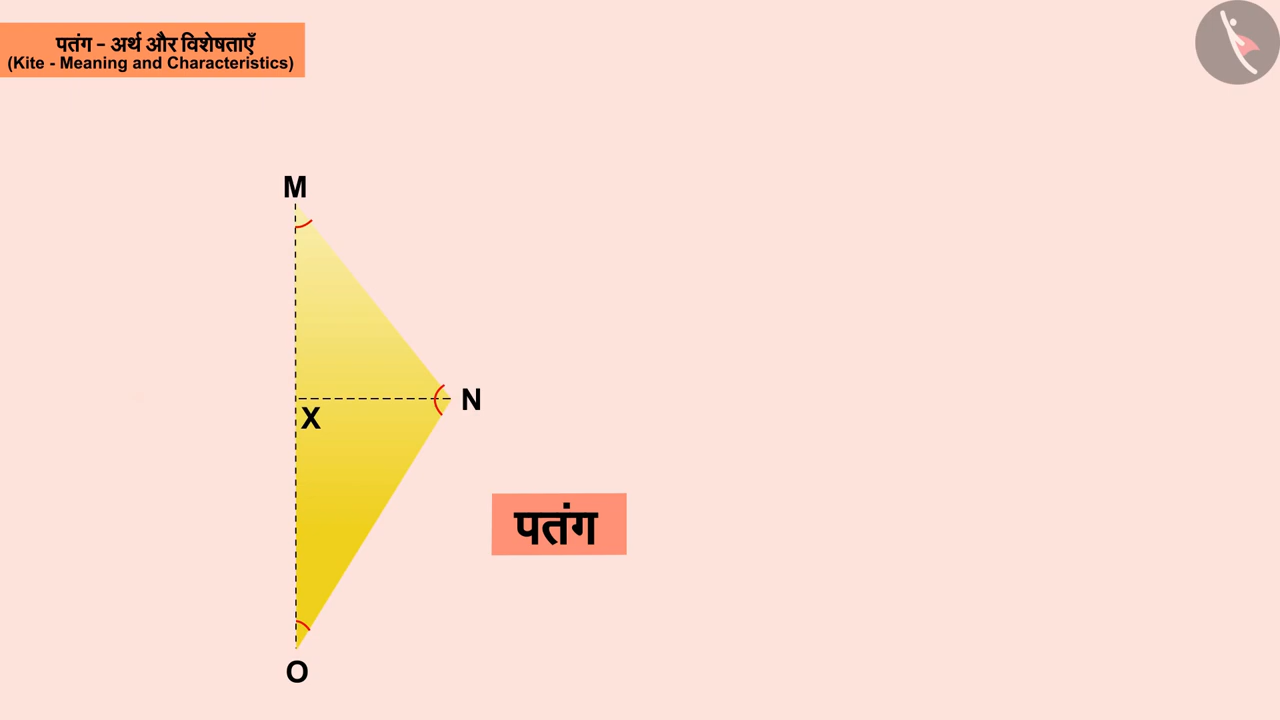 पतंग - अर्थ और विशेषताएँ
(Kite - Meaning and Characteristics)
M
N
X
पतंग
O